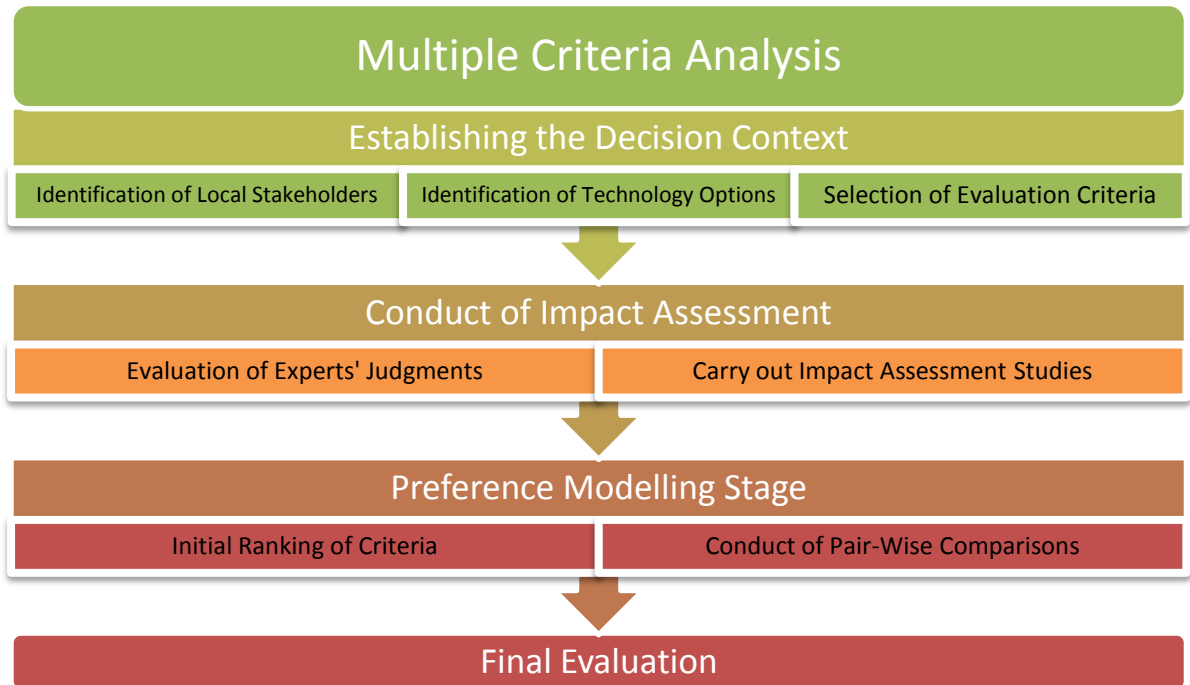 Multiple Criteria Analysis
Establishing the Decision Context
Identification of Local Stakeholders
Identification of Technology Options
Selection of Evaluation Criteria
Conduct of Impact Assessment
Evaluation of Experts' Judgments
Carry out Impact Assessment Studies
Preference Modelling Stage
Initial Ranking of Criteria
Conduct of Pair-Wise Comparisons
Final Evaluation